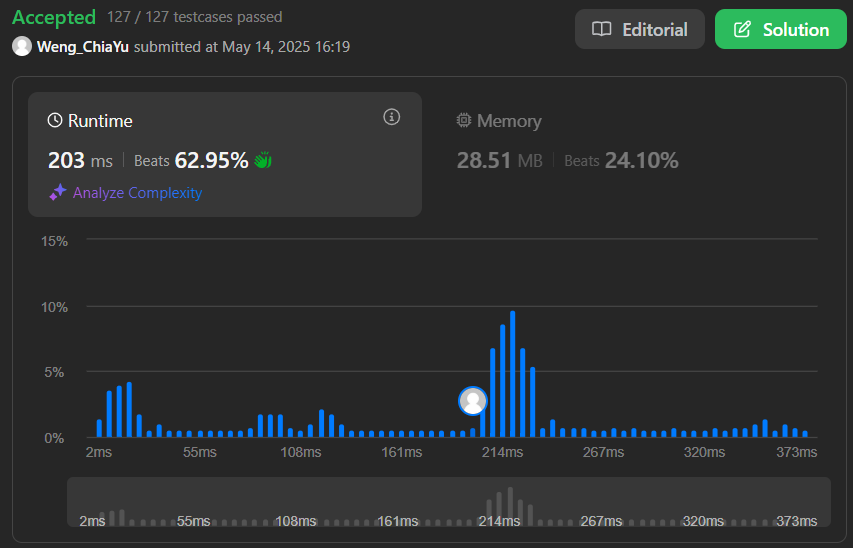 Accepted 127 / 127 testcases passed
Editorial
Solution
Weng_ChiaYu submitted at May 14, 2025 16:19
Runtime
203 ms | Beats 62.95%
Analyze Complexity
Memory
28.51 MB | Beats 24.10%
15%
10%
5%
0%
2ms 55ms 108ms 161ms 214ms 267ms 320ms 373ms
2ms 55ms 108ms 161ms 214ms 267ms 320ms 373ms